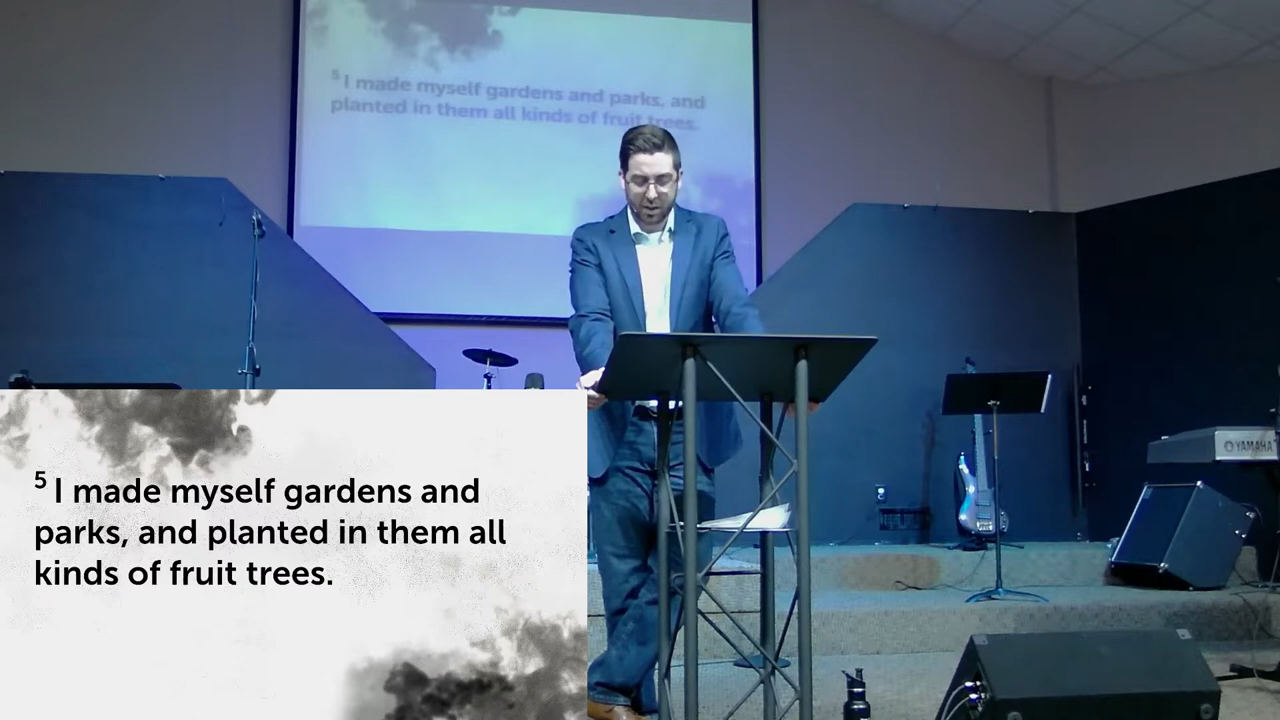 5 I made myself gardens and parks, and
planted in them all kinds of fruit trees.
5 I made myself gardens and
parks, and planted in them all
kinds of fruit trees.
YAMAHA